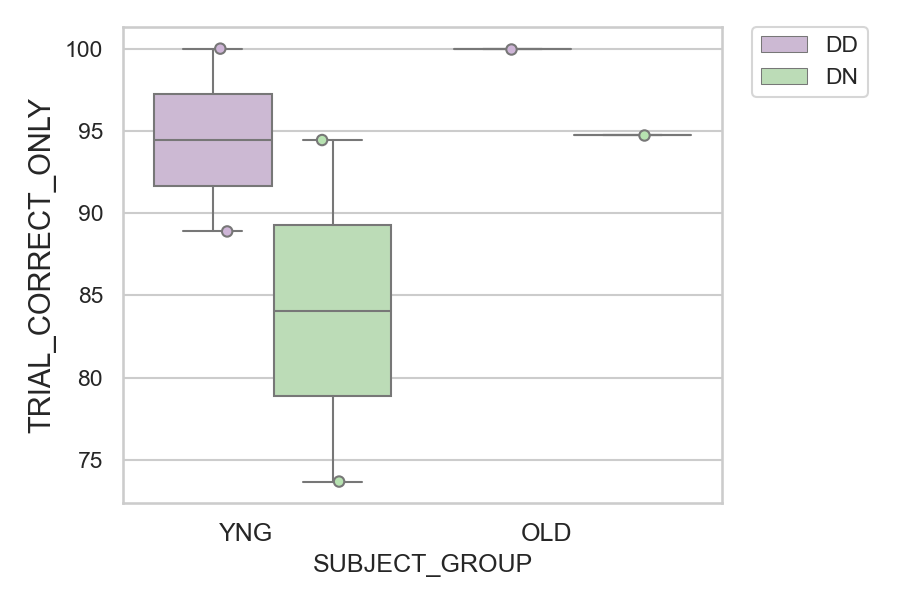 TRIAL_CORRECT_ONLY
100
95
90
85
80
75
YNG
OLD
SUBJECT_GROUP
DD
DN